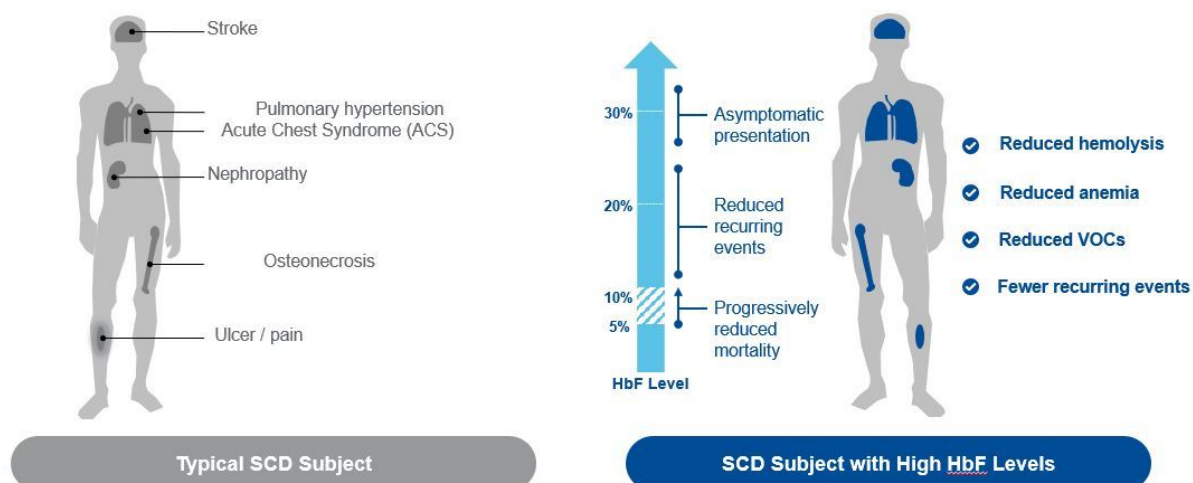 Stroke
Pulmonary hypertension
Acute Chest Syndrome (ACS)
Nephropathy
Osteonecrosis
Ulcer / pain
Typical SCD Subject
30%
20%
10%
5%
HbF Level
Asymptomatic
presentation
Reduced
recurring
events
Progressively
reduced
mortality
Reduced hemolysis
Reduced anemia
Reduced VOCs
Fewer recurring events
SCD Subject with High HbF Levels